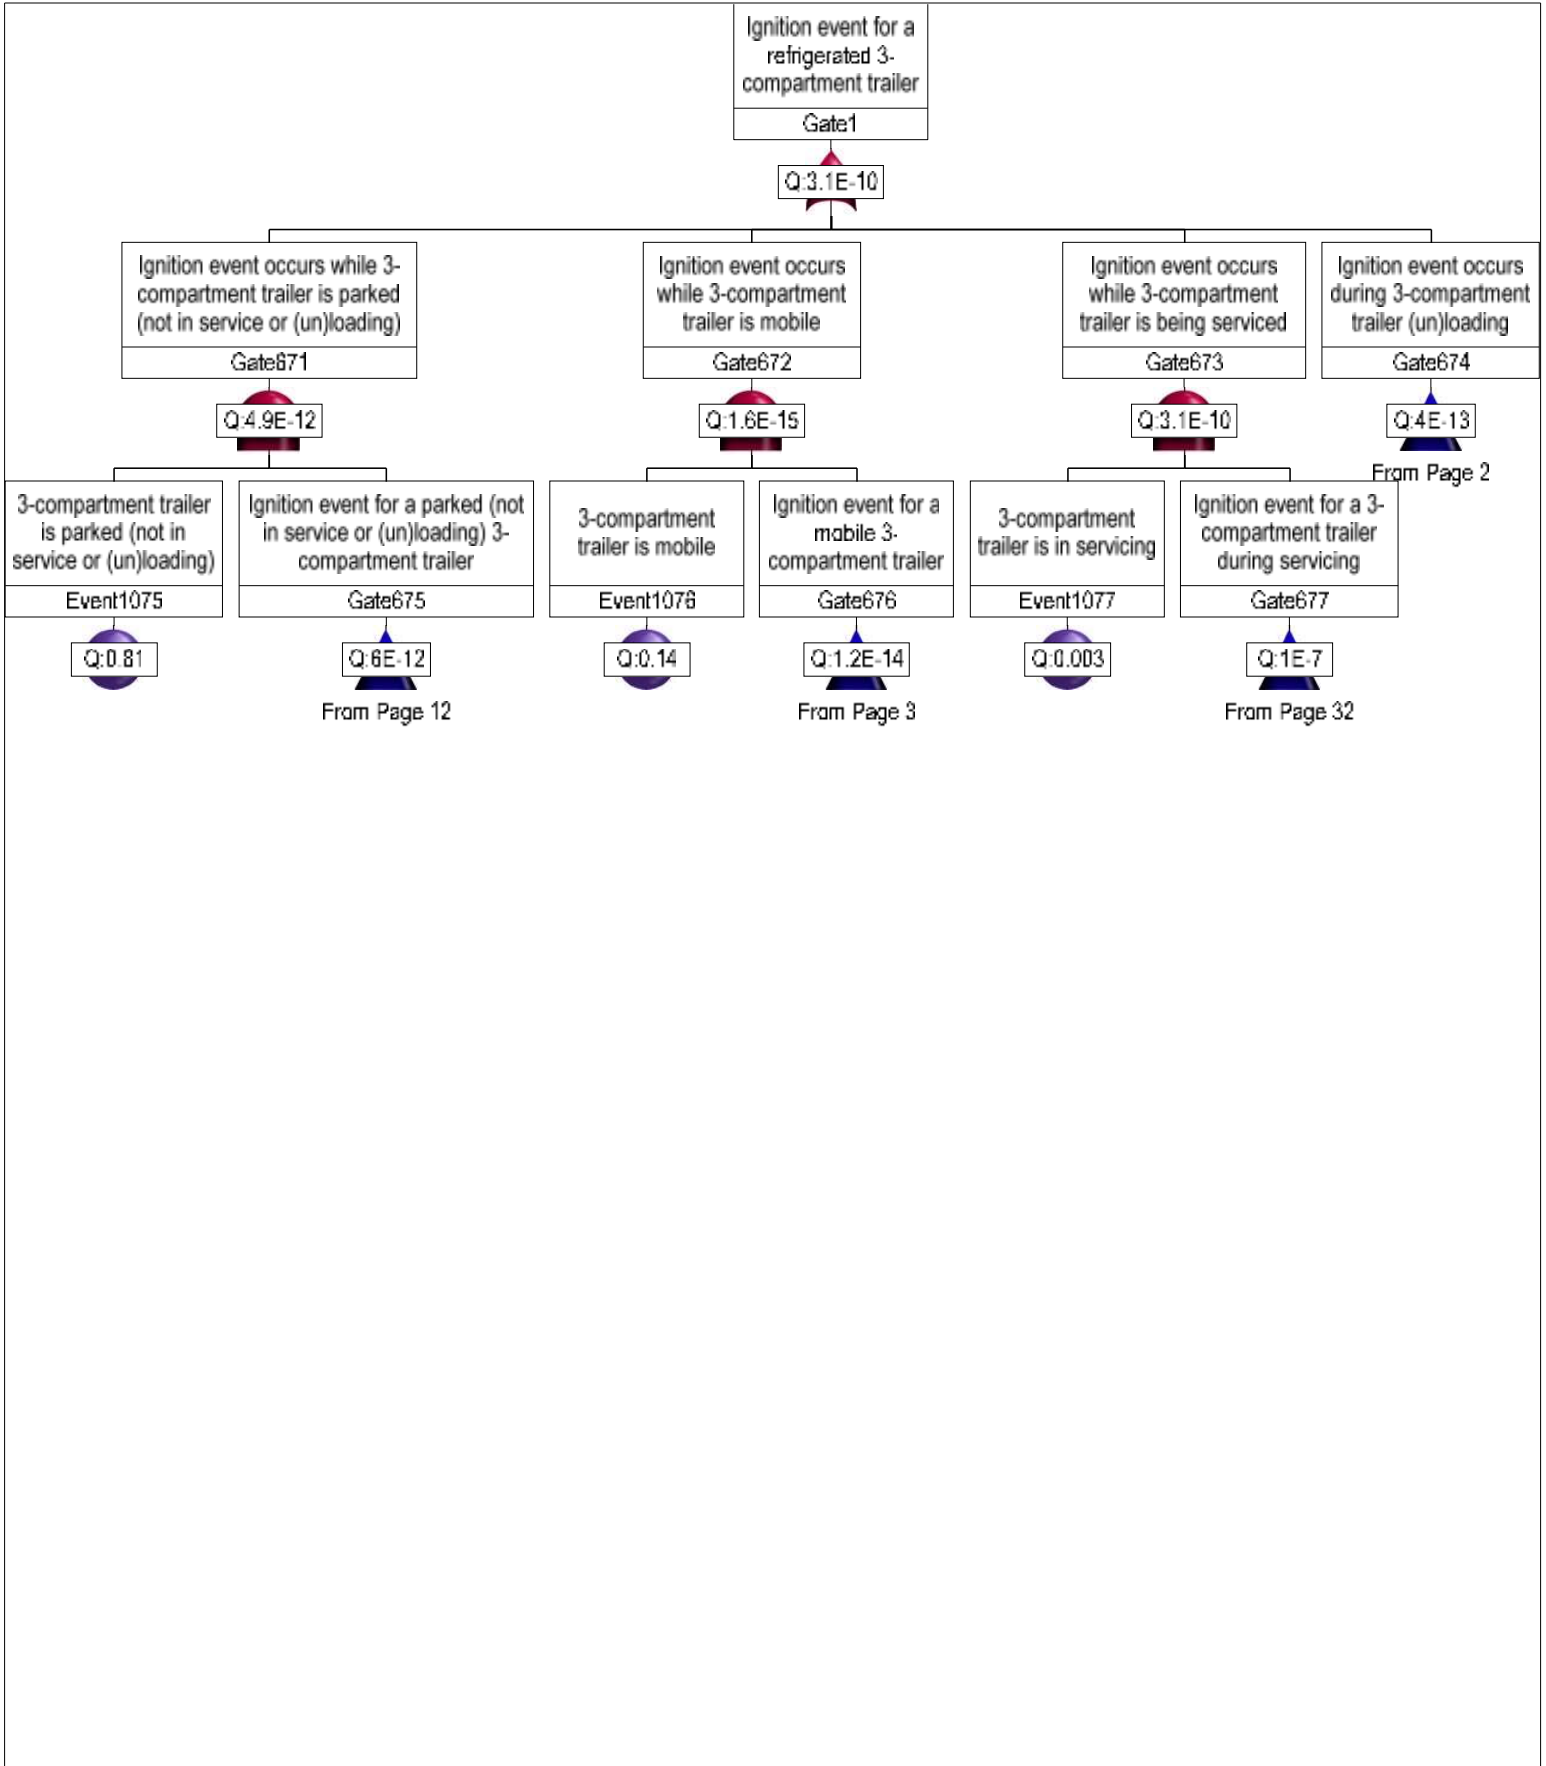 Ignition event for a
refrigerated 3-
compartment trailer
Gate1
Q:3.1E-10
Ignition event occurs while 3-
compartment trailer is parked
(not in service or (un)loading)
Gate671
Q:4.9E-12
Ignition event occurs
while 3-compartment
trailer is mobile
Gate672
Q:1.6E-15
Ignition event occurs
while 3-compartment
trailer is being serviced
Gate673
Q:3.1E-10
Ignition event occurs
during 3-compartment
trailer (un)loading
Gate674
Q:4E-13
From Page 2
3-compartment trailer
is parked (not in
service or (un)loading)
Event1075
Q:0.81
Ignition event for a parked (not
in service or (un)loading) 3-
compartment trailer
Gate675
Q:6E-12
From Page 12
3-compartment
trailer is mobile
Event1076
Q:0.14
Ignition event for a
mobile 3-
compartment trailer
Gate676
Q:1.2E-14
From Page 3
3-compartment
trailer is in servicing
Event1077
Q:0.003
Ignition event for a 3-
compartment trailer
during servicing
Gate677
Q:1E-7
From Page 32